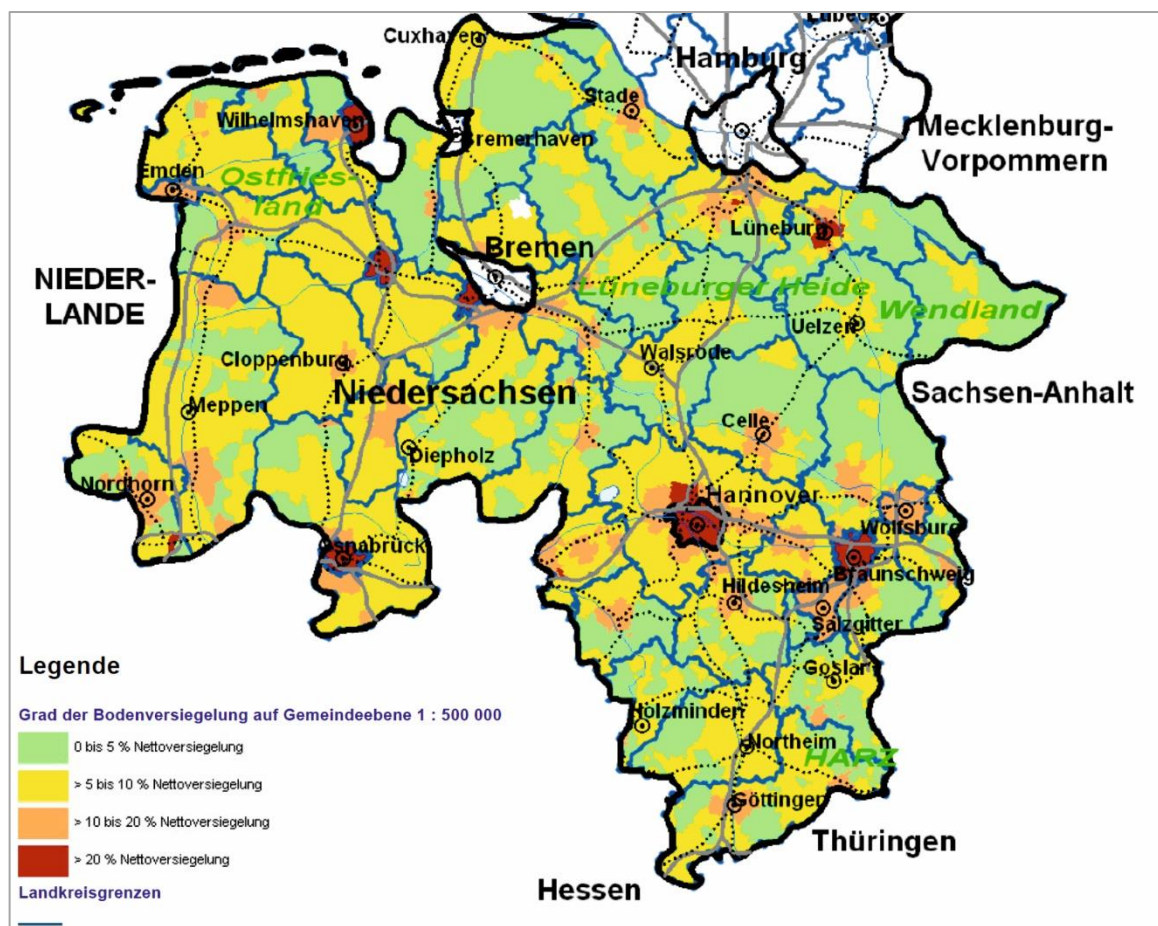 Cuxhaven
Lübeck
Hamburg
Stade
Wilhelmshaven
Bremerhaven
Mecklenburg-
Vorpommern
Emden
Ostfries-
land
Lüneburg
Bremen
NIEDER-
LANDE
Lüneburger Heide
Wendland
Uelzen
Walsrode
Cloppenburg
Niedersachsen
Sachsen-Anhalt
Meppen
Celle
Diepholz
Nordhorn
Hannover
Wolfsburg
Osnabrück
Braunschweig
Hildesheim
Salzgitter
Goslar
Holzminden
Northeim
HARZ
Göttingen
Thüringen
Hessen
Legende
Grad der Bodenversiegelung auf Gemeindeebene 1 : 500 000
0 bis 5 % Nettoversiegelung
> 5 bis 10 % Nettoversiegelung
> 10 bis 20 % Nettoversiegelung
> 20 % Nettoversiegelung
Landkreisgrenzen